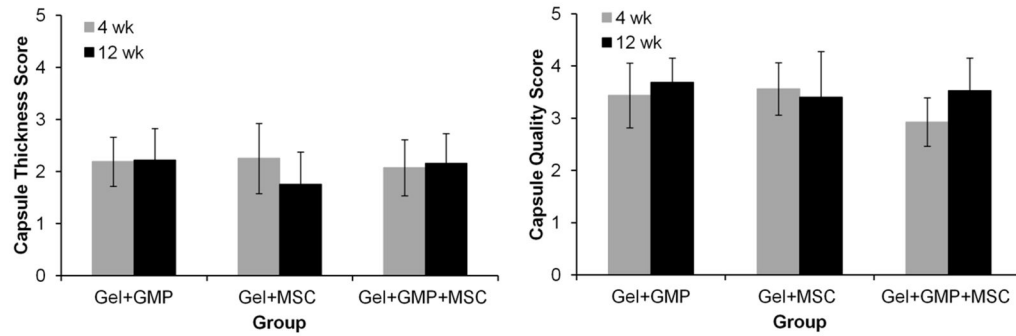 5
4
3
2
1
0
Capsule Thickness Score
4 wk
12 wk
Gel+GMP
Gel+MSC
Gel+GMP+MSC
Group
5
4
3
2
1
0
Capsule Quality Score
4 wk
12 wk
Gel+GMP
Gel+MSC
Gel+GMP+MSC
Group